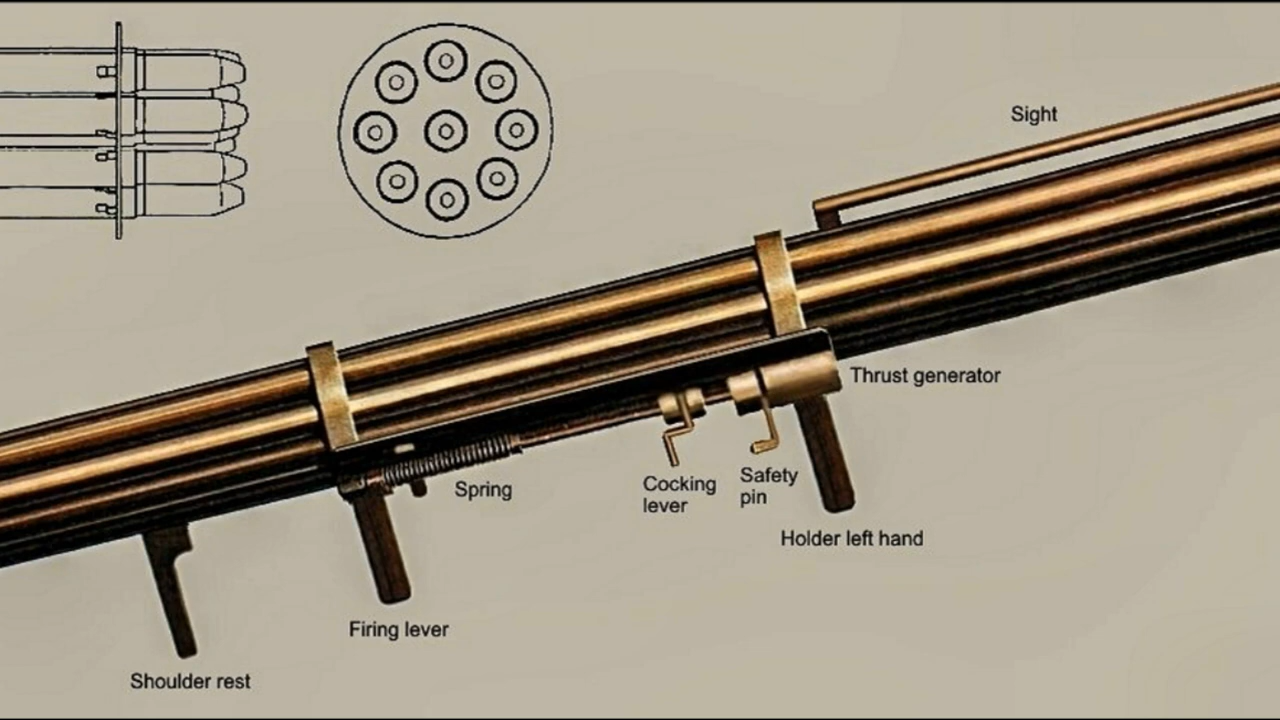 Sight
Thrust generator
Cocking
lever
Safety
pin
Spring
Holder left hand
Firing lever
Shoulder rest